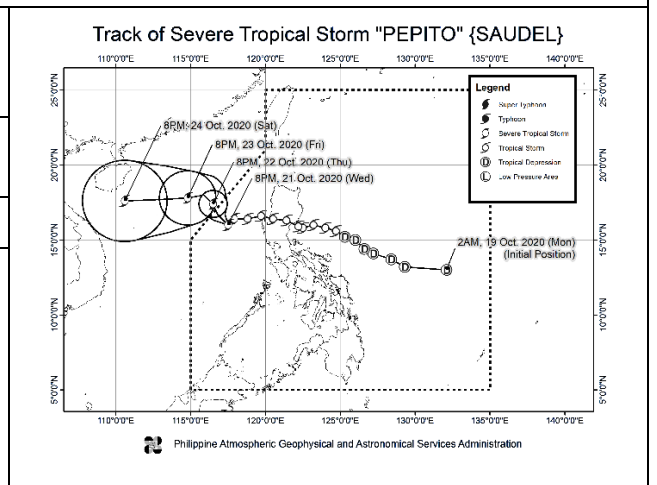 Track of Severe Tropical Storm "PEPITO" {SAUDEL}
110°0'0"E 115°0'0"E 120°0'0"E 125°0'0"E 130°0'0"E 135°0'0"E 140°0'0"E
25°0'0"N 25°0'0"N
20°0'0"N 20°0'0"N
15°0'0"N 15°0'0"N
10°0'0"N 10°0'0"N
5°0'0"N 5°0'0"N
Legend
Super Typhoon
Typhoon
Severe Tropical Storm
Tropical Storm
D Tropical Depression
L Low Pressure Area
8PM, 24 Oct. 2020 (Sat)
8PM, 23 Oct. 2020 (Fri)
8PM, 22 Oct. 2020 (Thu)
8PM, 21 Oct. 2020 (Wed)
2AM, 19 Oct. 2020 (Mon)
(Initial Position)
D D D D D D
110°0'0"E 115°0'0"E 120°0'0"E 125°0'0"E 130°0'0"E 135°0'0"E 140°0'0"E
Philippine Atmospheric Geophysical and Astronomical Services Administration